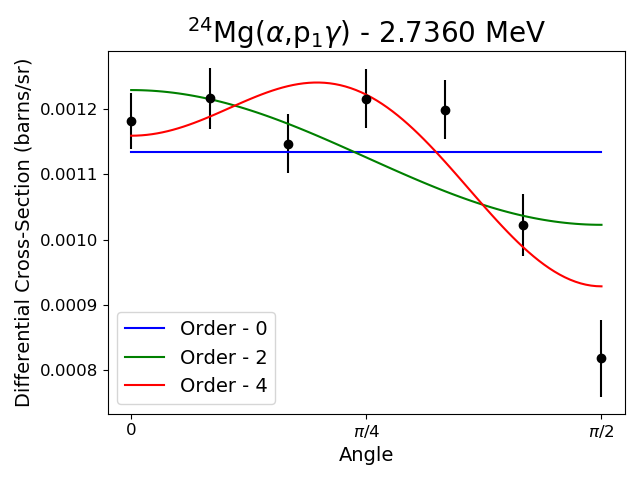 ²⁴Mg(α,p₁γ) - 2.7360 MeV
Differential Cross-Section (barns/sr)
0.0012
0.0011
0.0010
0.0009
0.0008
Order - 0
Order - 2
Order - 4
0
π/4
π/2
Angle